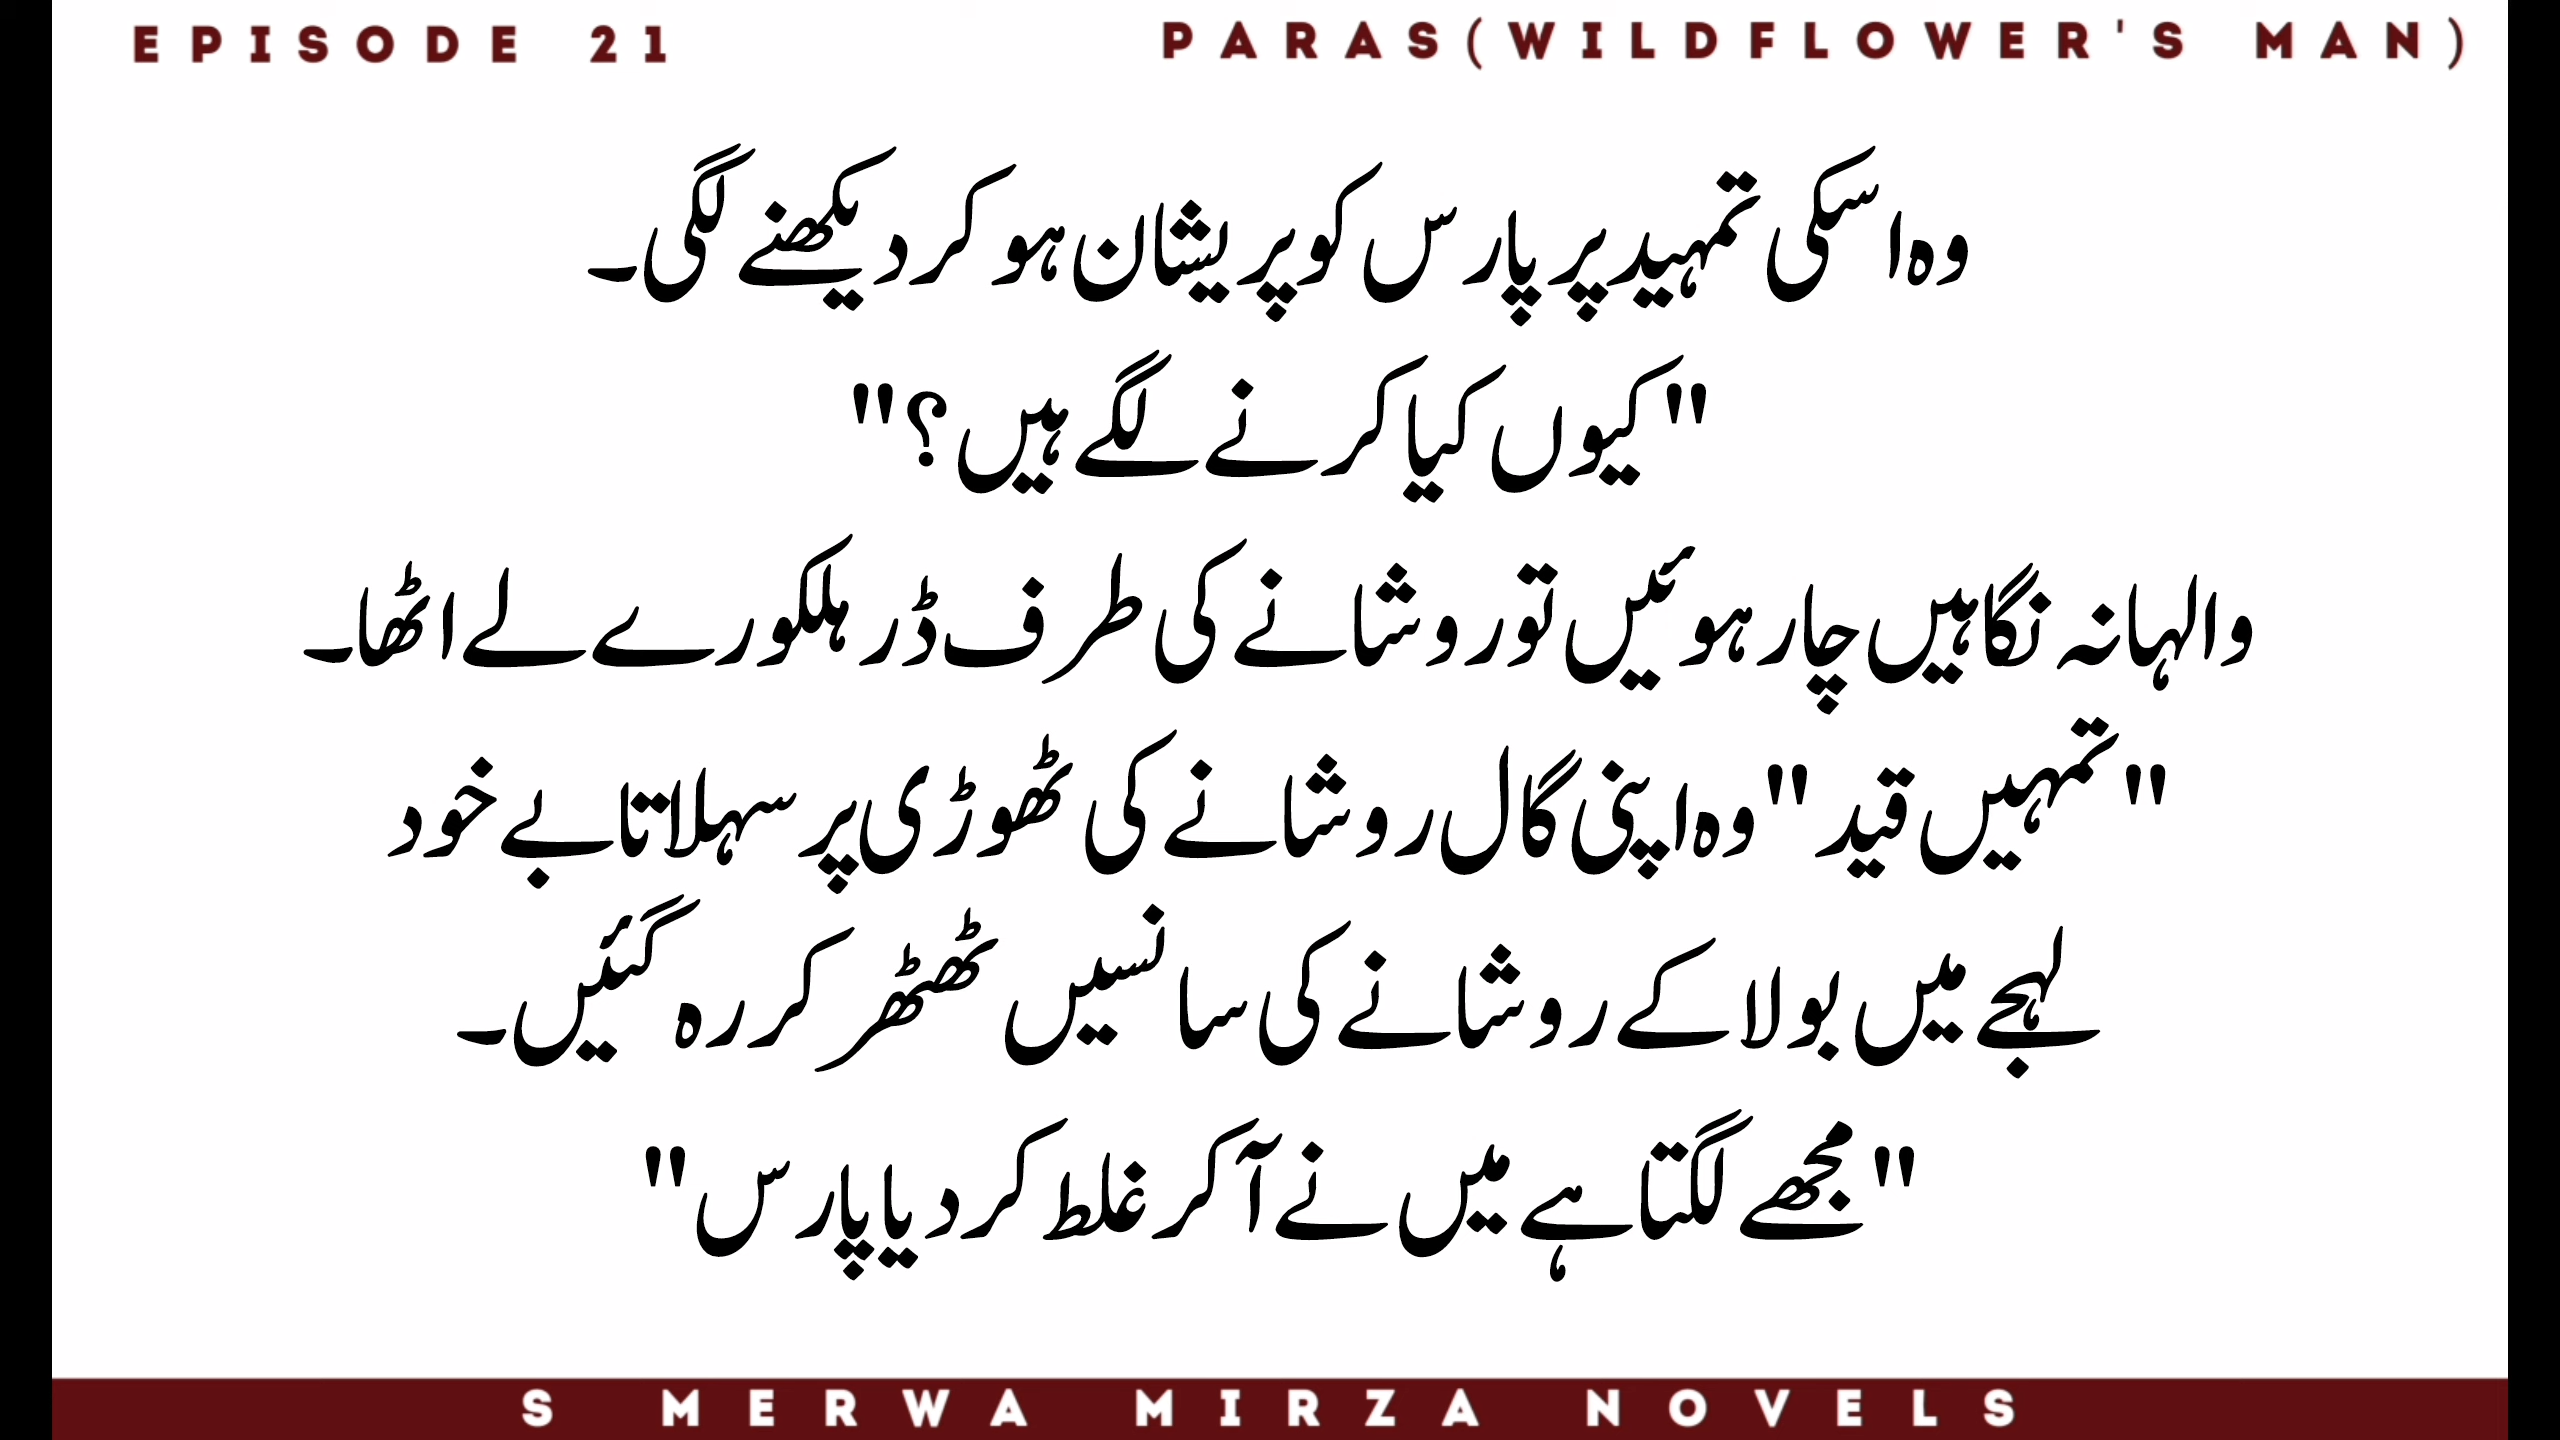 EPISODE 21
PARAS(WILDFLOWER'S MAN)
وہ اسکی تمہید پر پارس کو پریشان ہو کر دیکھنے لگی۔
"کیوں کیا کرنے لگے ہیں؟"
والہانہ نگاہیں چار ہوئیں تو روشانے کی طرف ڈر ہلکورے لے اٹھا۔
"تمہیں قید" وہ اپنی گال روشانے کی ٹھوڑی پر سہلاتا بے خود
لہجے میں بولا کے روشانے کی سانسیں ٹھٹھر کر رہ گئیں۔
"مجھے لگتا ہے میں نے آکر غلط کر دیا پارس"
S MERWA MIRZA NOVELS